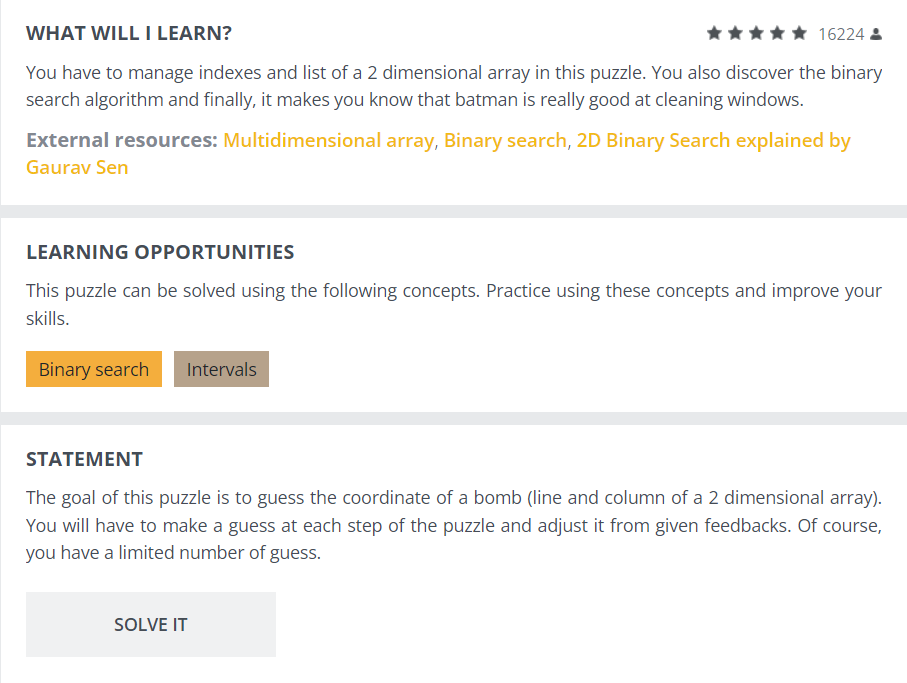 WHAT WILL I LEARN?
16224
You have to manage indexes and list of a 2 dimensional array in this puzzle. You also discover the binary
search algorithm and finally, it makes you know that batman is really good at cleaning windows.
External resources: Multidimensional array, Binary search, 2D Binary Search explained by
Gaurav Sen
LEARNING OPPORTUNITIES
This puzzle can be solved using the following concepts. Practice using these concepts and improve your
skills.
Binary search
Intervals
STATEMENT
The goal of this puzzle is to guess the coordinate of a bomb (line and column of a 2 dimensional array).
You will have to make a guess at each step of the puzzle and adjust it from given feedbacks. Of course,
you have a limited number of guess.
SOLVE IT